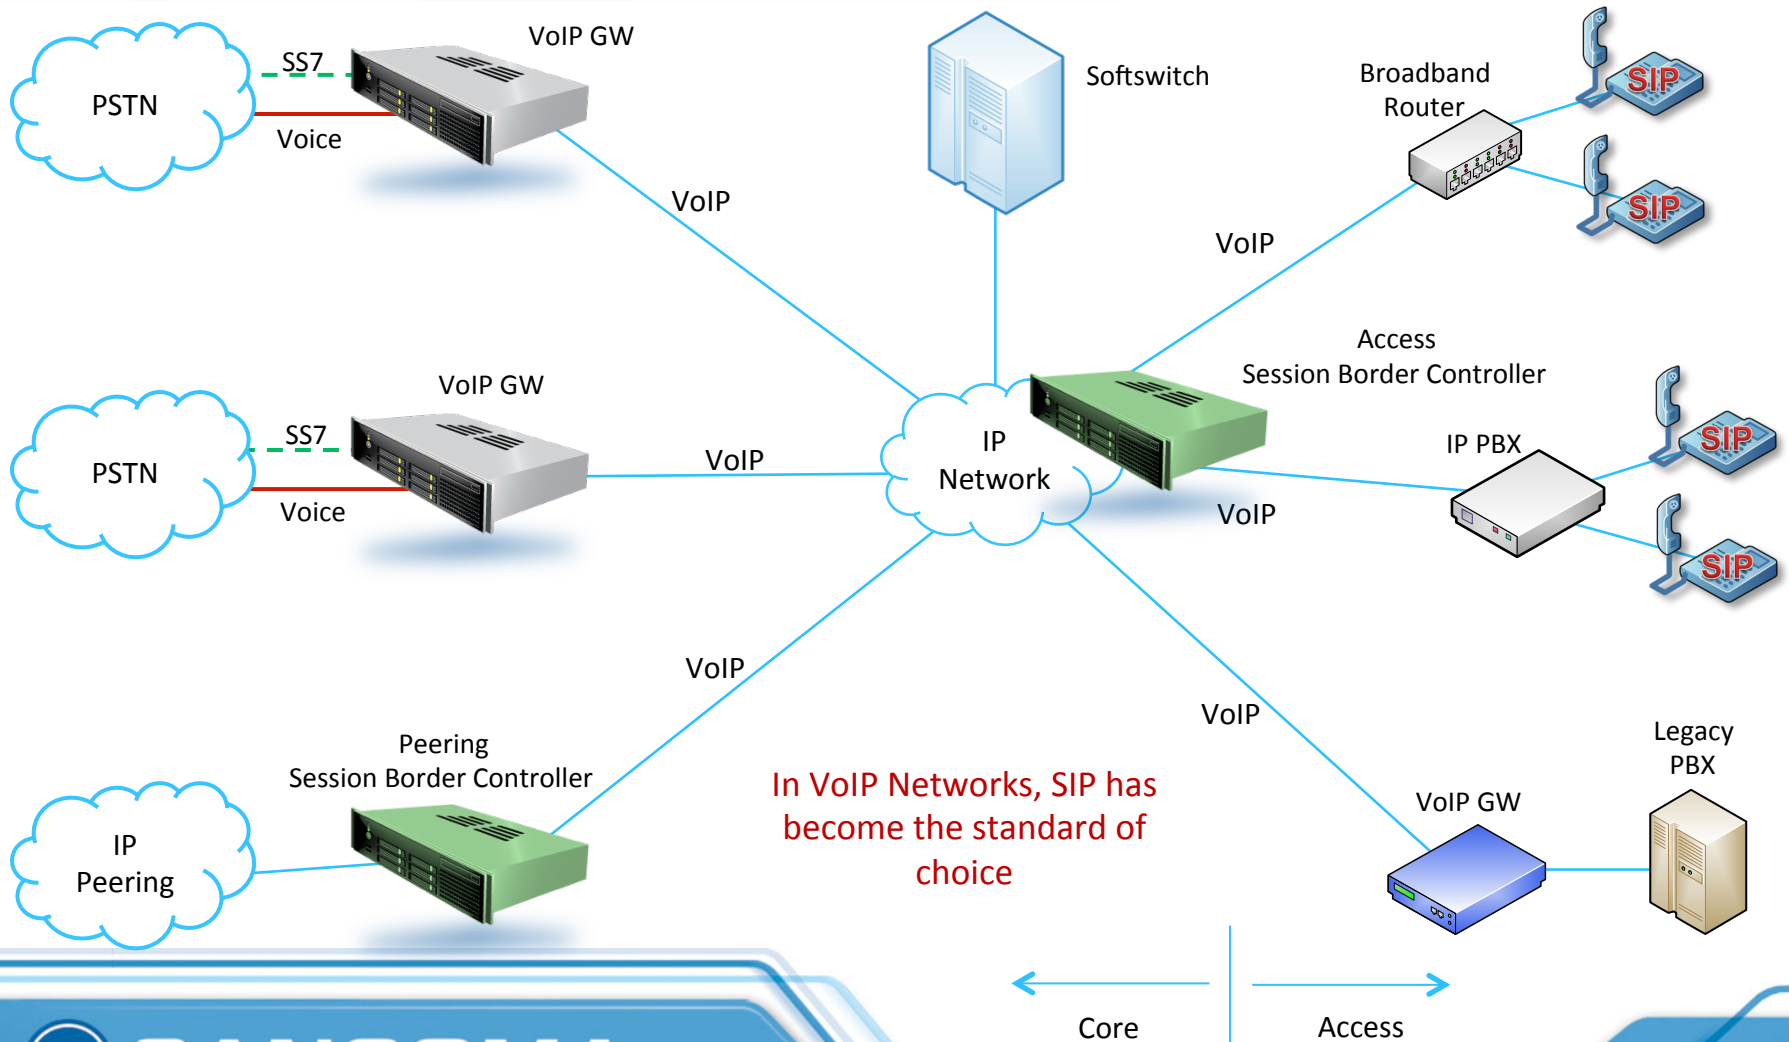 VoIP GW
SS7
PSTN
Voice
VoIP
Softswitch
Broadband
Router
SIP
SIP
VoIP
VoIP GW
SS7
PSTN
Voice
VoIP
IP
Network
Access
Session Border Controller
IP PBX
SIP
SIP
VoIP
VoIP
VoIP
Peering
Session Border Controller
IP
Peering
In VoIP Networks, SIP has
become the standard of
choice
VoIP GW
Legacy
PBX
Core
Access